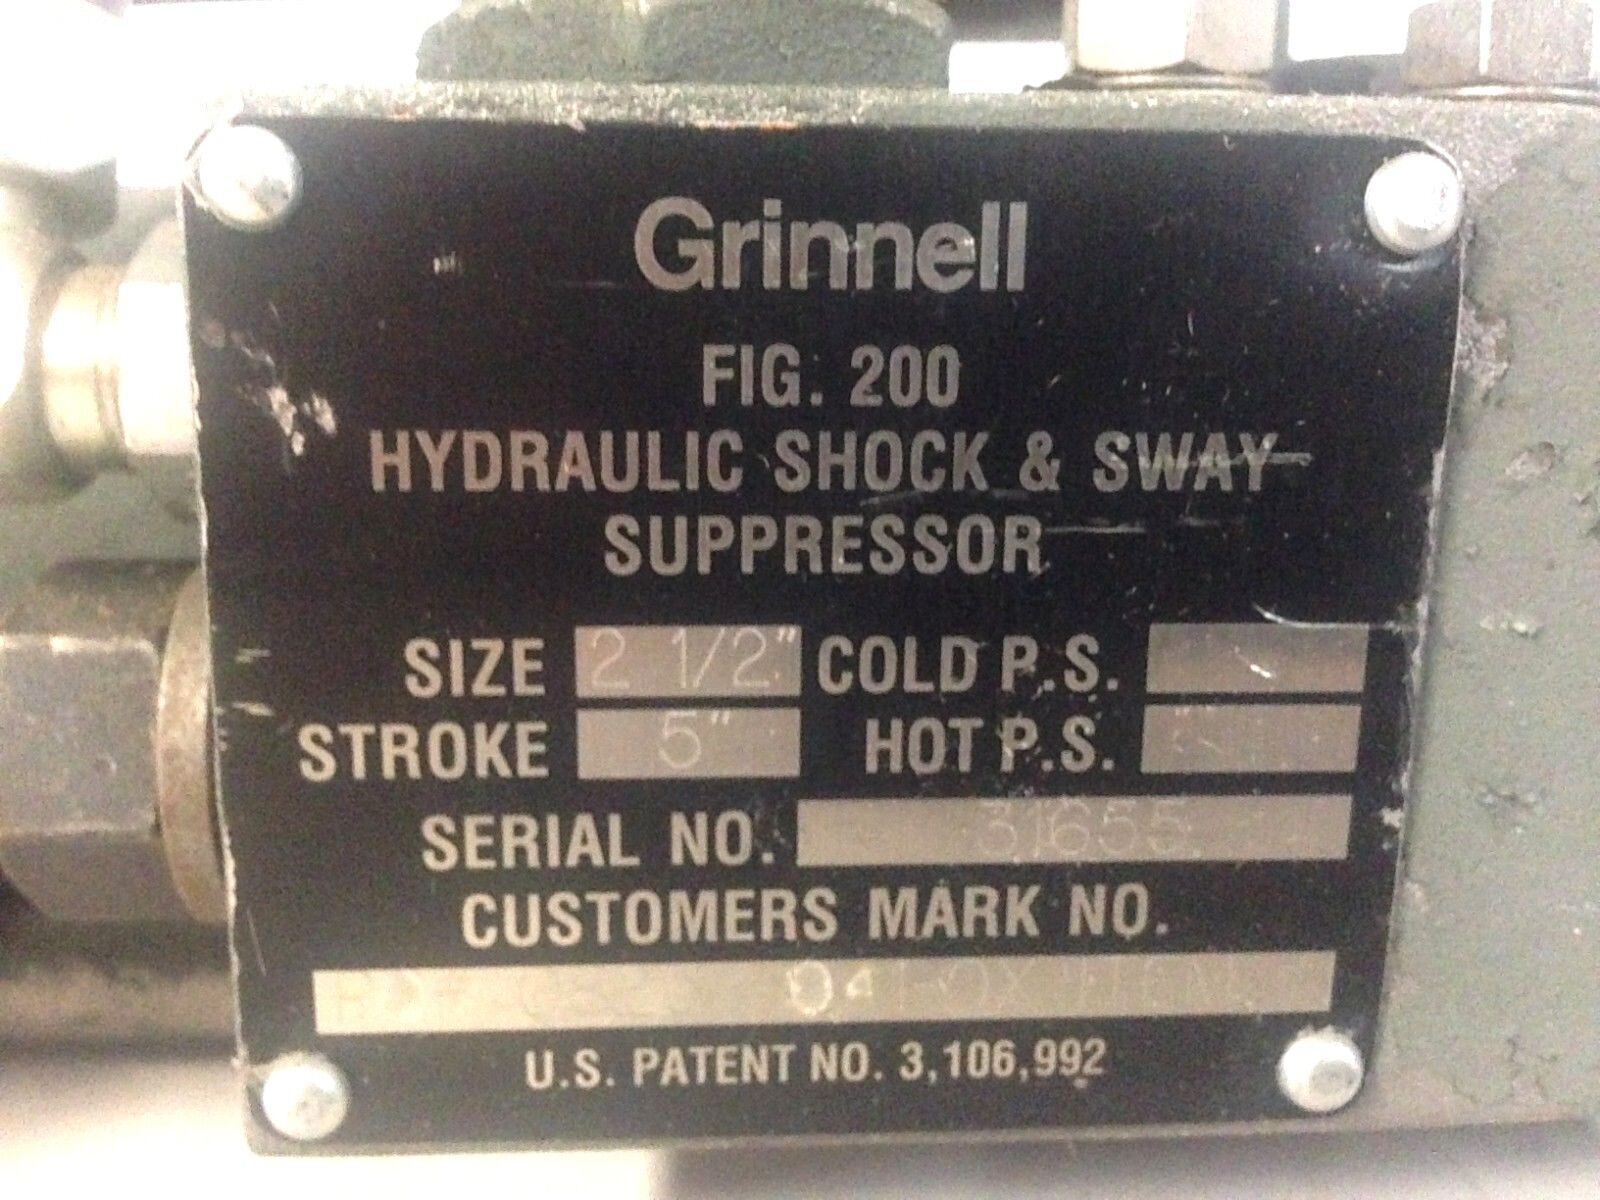 Grinnell
FIG. 200
HYDRAULIC SHOCK & SWAY
SUPPRESSOR
SIZE 2 1/2" COLD P.S.
STROKE 5" HOT P.S.
SERIAL NO. 31655
CUSTOMERS MARK NO.
U.S. PATENT NO. 3,106,992